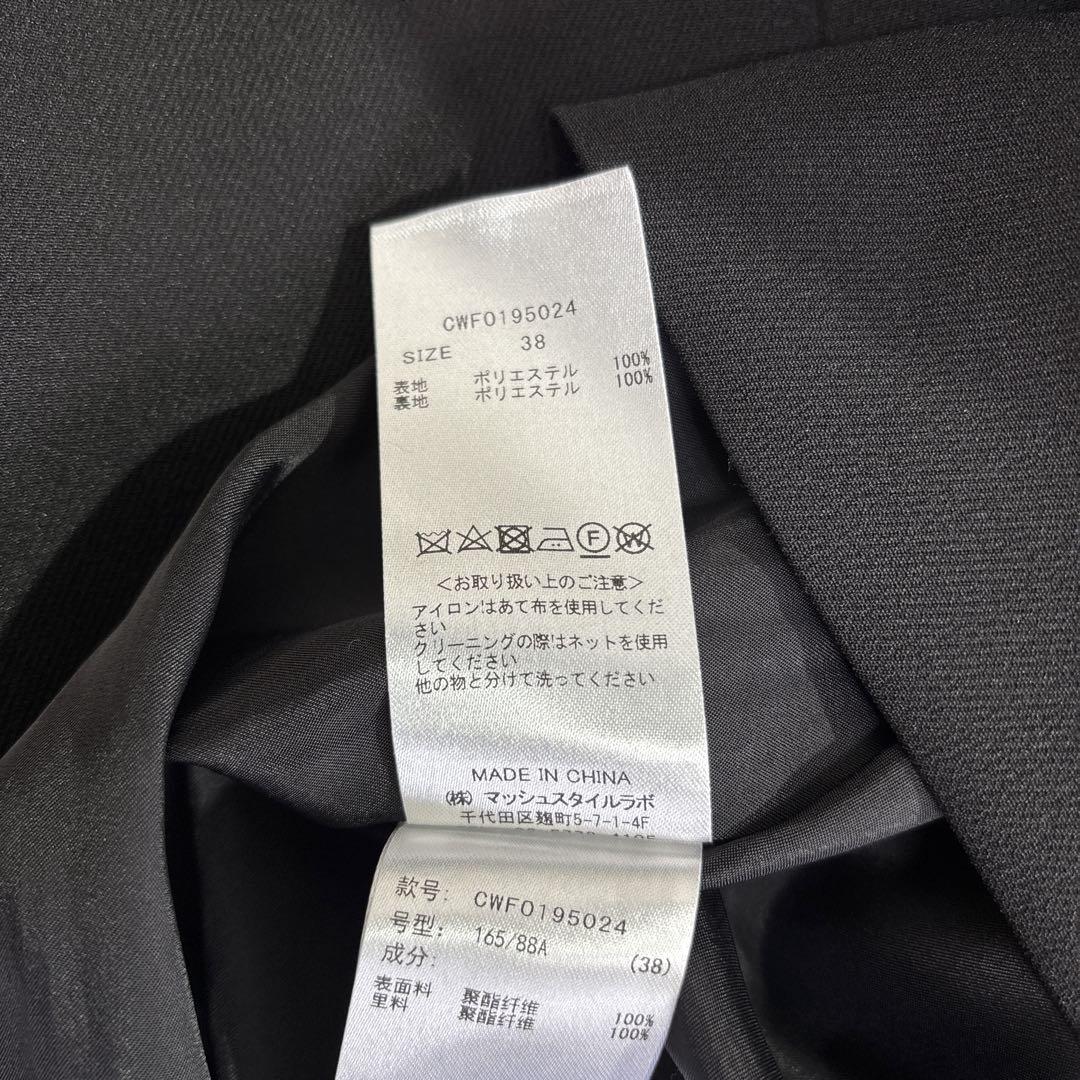 CWFO195024
SIZE 38
表地 ポリエステル 100%
裏地 ポリエステル 100%
F W
<お取り扱い上のご注意>
アイロンはあて布を使用してくだ
さい
クリーニングの際はネットを使用
してください
他の物と分けて洗ってください
MADE IN CHINA
(株) マッシュスタイルラボ
千代田区麹町5-7-1-4F
款号: CWFO195024
号型: 165/88A (38)
成分:
表面料 聚酯纤维 100%
里料 聚酯纤维 100%